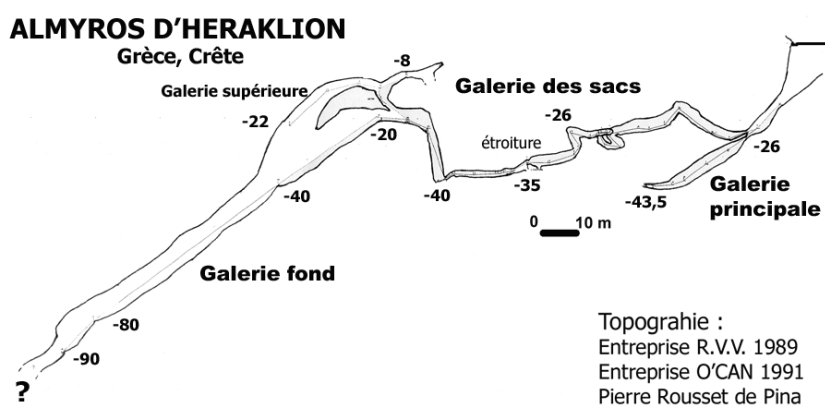 ALMYROS D'HERAKLION
Grèce, Crête
-8
Galerie supérieure
Galerie des sacs
-22
-20
-26
étroiture
-26
-40
-40
-35
-43,5
Galerie
principale
0 10 m
Galerie fond
-80
-90
?
Topograhie :
Entreprise R.V.V. 1989
Entreprise O'CAN 1991
Pierre Rousset de Pina